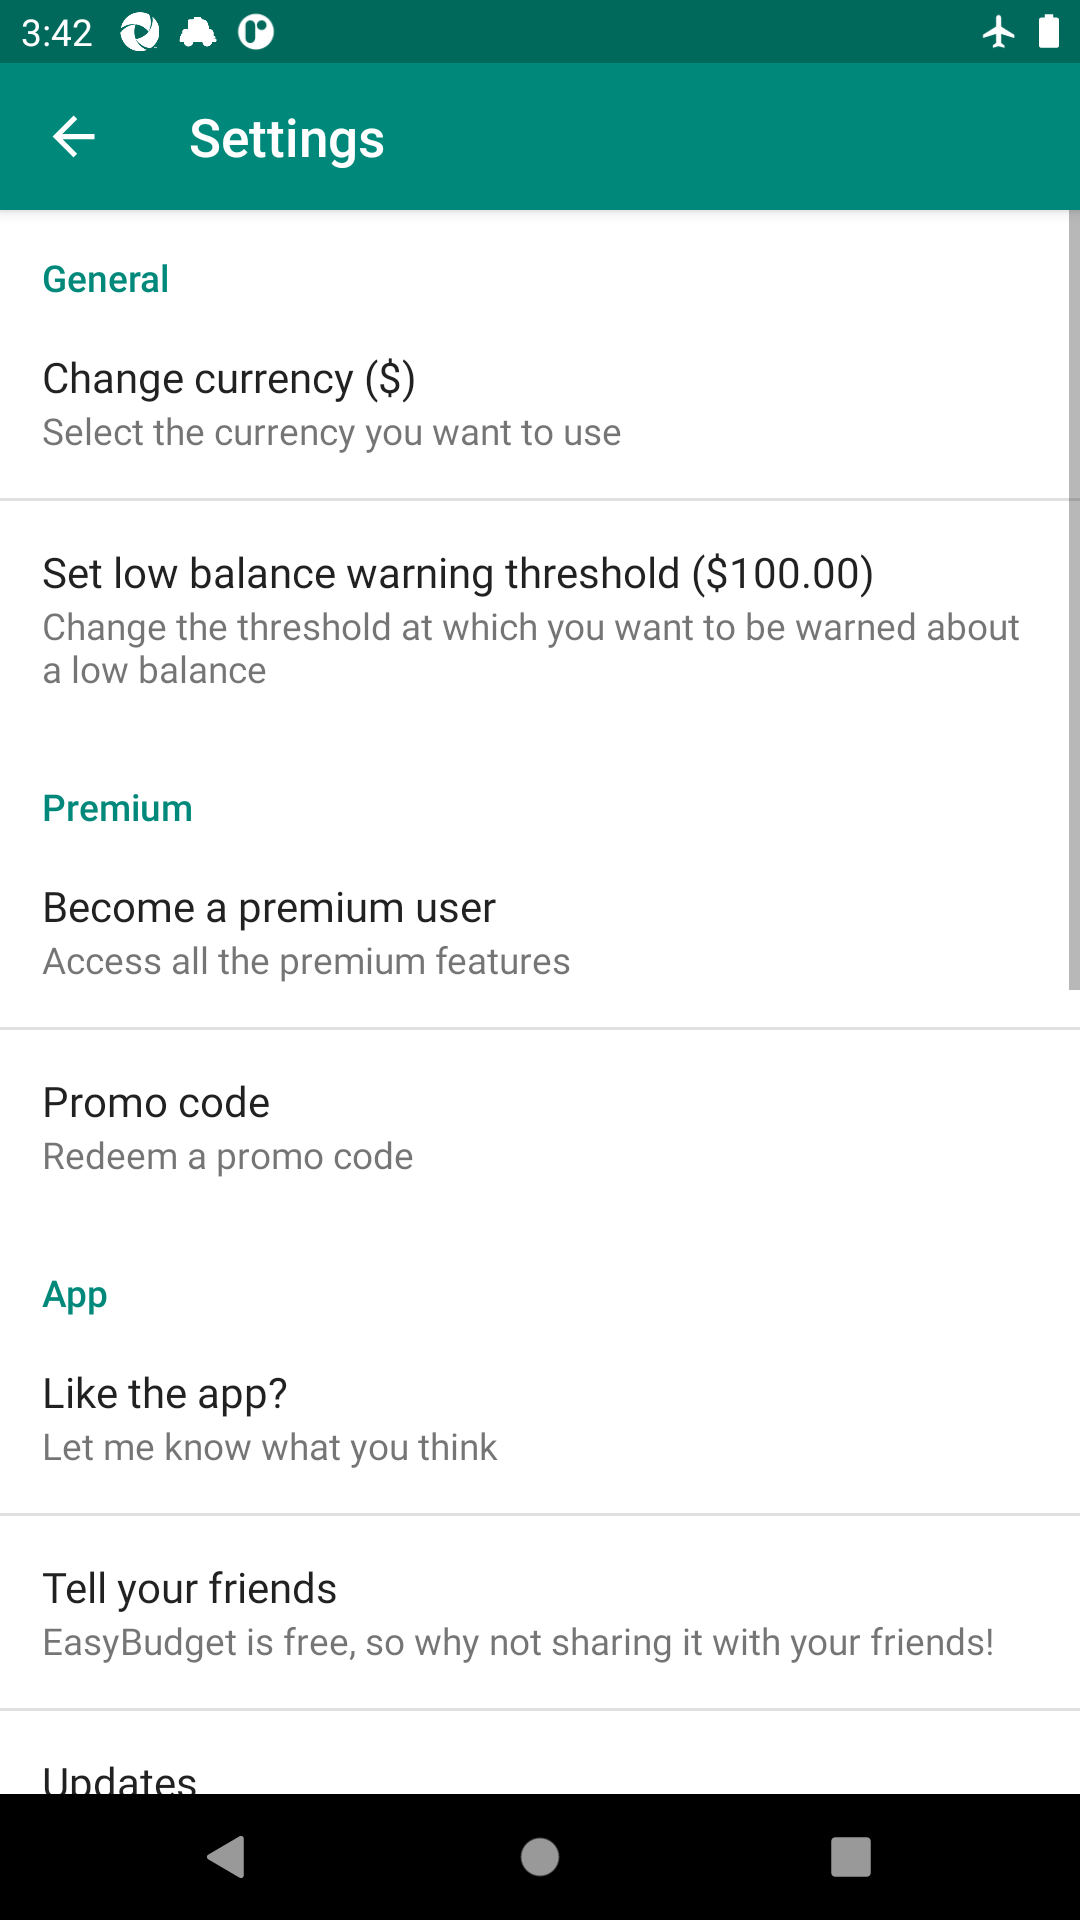 3:42
Settings
General
Change currency ($)
Select the currency you want to use
Set low balance warning threshold ($100.00)
Change the threshold at which you want to be warned about
a low balance
Premium
Become a premium user
Access all the premium features
Promo code
Redeem a promo code
App
Like the app?
Let me know what you think
Tell your friends
EasyBudget is free, so why not sharing it with your friends!
Updates